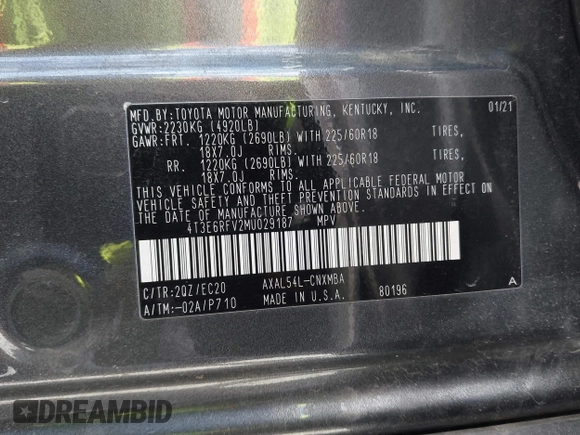 MFD.BY:TOYOTA MOTOR MANUFACTURING, KENTUCKY, INC. 01/21
GVWR:2230KG (4920LB)
GAWR:FRT. 1220KG (2690LB) WITH 225/60R18 TIRES,
18X7.0J RIMS.
RR. 1220KG (2690LB) WITH 225/60R18 TIRES,
18X7.0J RIMS.
THIS VEHICLE CONFORMS TO ALL APPLICABLE FEDERAL MOTOR
VEHICLE SAFETY AND THEFT PREVENTION STANDARDS IN EFFECT
ON THE DATE OF MANUFACTURE SHOWN ABOVE.
4T3E6RFV2MU029187 MPV
C/TR:2QZ/EC20 AXAL54L-CNXMBA
A/TM:-02A/P710 MADE IN U.S.A. 80196 A
DREAMBID